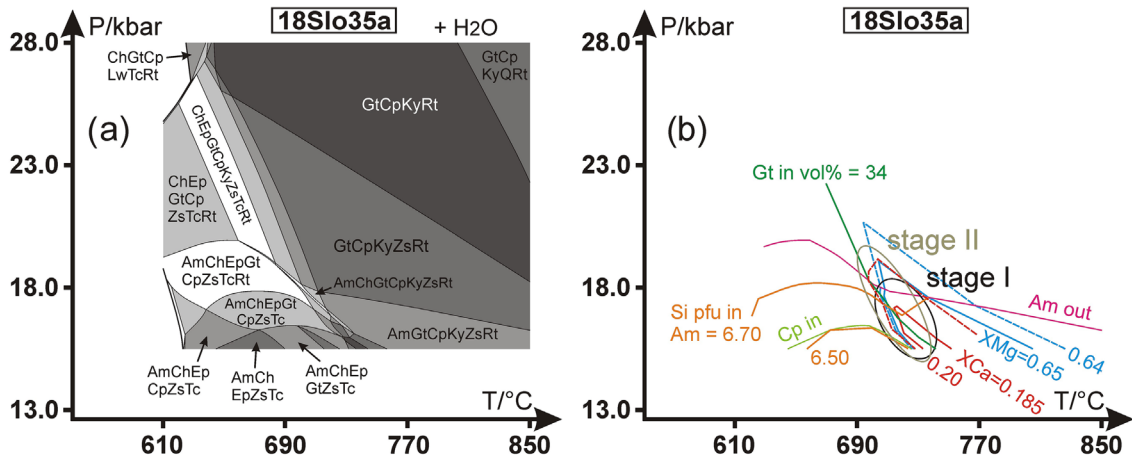 18Slo35a
P/kbar
+ H2O
28.0
23.0
18.0
13.0
(a)
ChGtCp
LwTcRt
GtCp
KyQRt
GtCpKyRt
ChEpGtCpKyZsTcRt
ChEp
GtCp
ZsTcRt
GtCpKyZsRt
AmChEpGt
CpZsTcRt
AmChGtCpKyZsRt
AmChEpGt
CpZsTc
AmGtCpKyZsRt
AmChEp
CpZsTc
AmCh
EpZsTc
AmChEp
GtZsTc
T/°C
610
690
770
850
18Slo35a
P/kbar
28.0
23.0
18.0
13.0
(b)
Gt in vol% = 34
stage II
stage I
Am out
Si pfu in
Am = 6.70
Cp in
6.50
XMg=0.65
0.64
XCa=0.185
0.20
T/°C
610
690
770
850